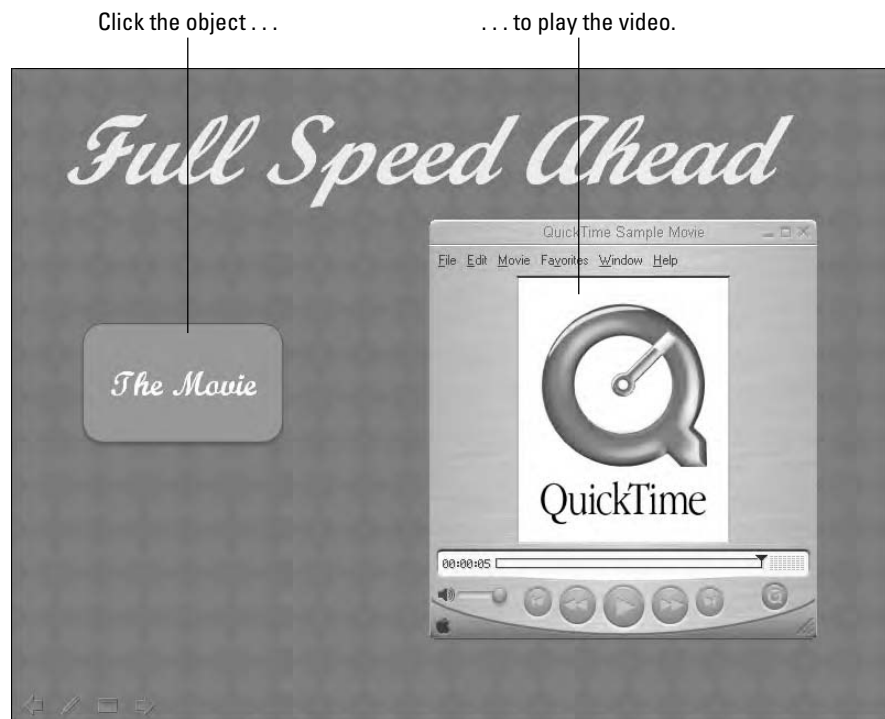 Click the object . . .
. . . to play the video.
Full Speed Ahead
QuickTime Sample Movie
File Edit Movie Favorites Window Help
The Movie
QuickTime
00:00:05